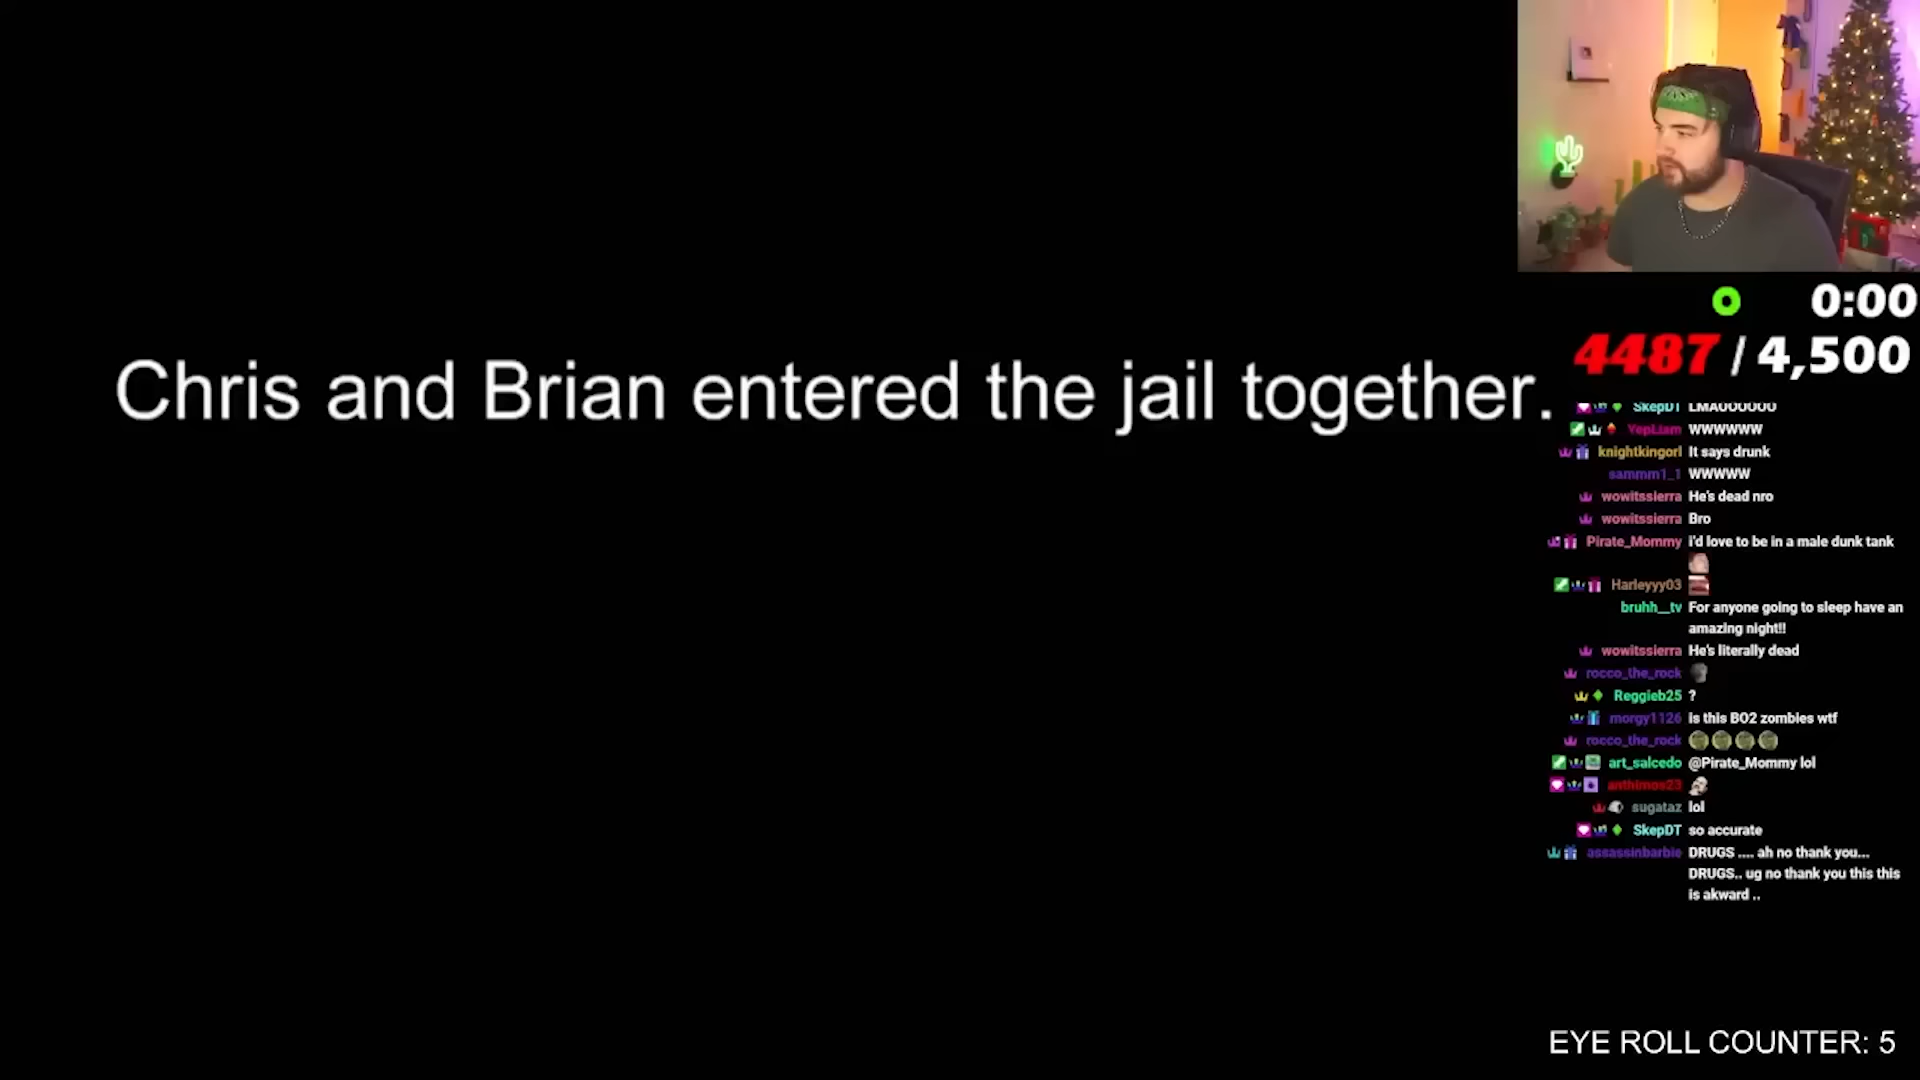 Chris and Brian entered the jail together.
0:00
4487 / 4,500
SkepDT LMAOOOOOO
YepLiam WWWWWW
knightkingorl It says drunk
sammm1_1 WWWWW
wowitssierra He's dead nro
wowitssierra Bro
Pirate_Mommy i'd love to be in a male dunk tank
Harleyyy03
bruhh__tv For anyone going to sleep have an
amazing night!!
wowitssierra He's literally dead
rocco_the_rock
Reggieb25 ?
morgy1126 is this BO2 zombies wtf
rocco_the_rock
art_salcedo @Pirate_Mommy lol
anthimos23
sugataz lol
SkepDT so accurate
assassinbarbie DRUGS .... ah no thank you...
DRUGS.. ug no thank you this this
is akward ..
EYE ROLL COUNTER: 5